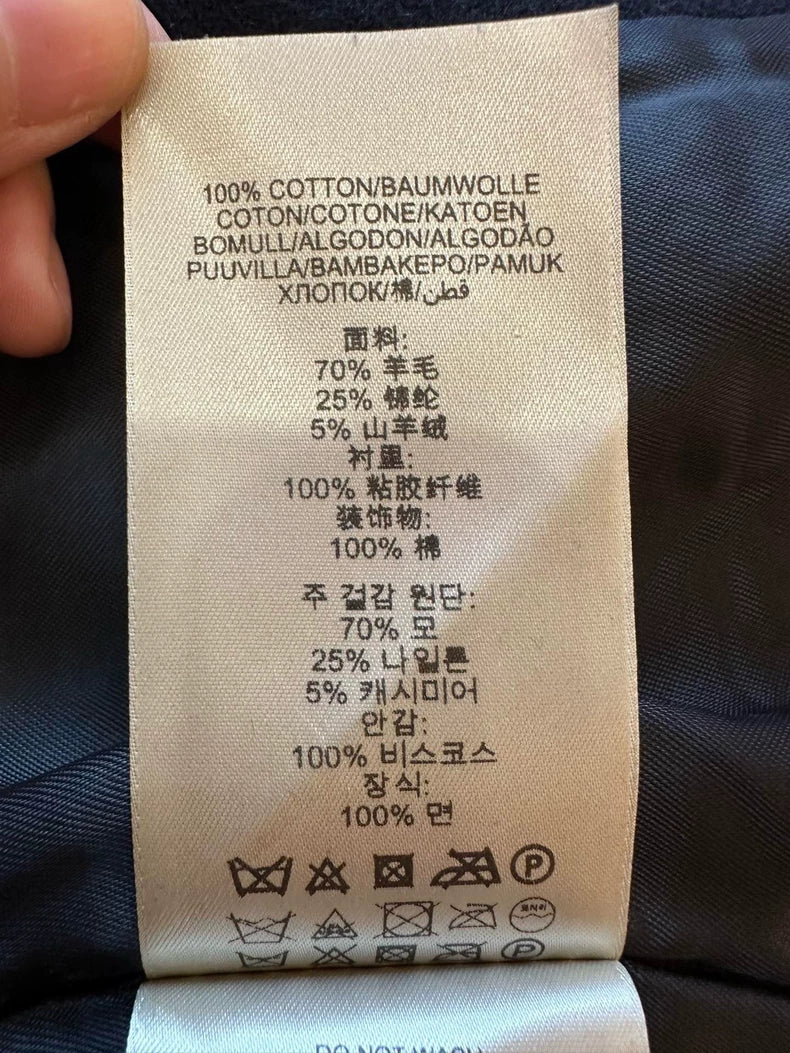 100% COTTON/BAUMWOLLE
COTON/COTONE/KATOEN
BOMULL/ALGODON/ALGODÃO
PUUVILLA/BAMBAKEPO/PAMUK
ХЛОПОК/棉/قطن
面料:
70% 羊毛
25% 锦纶
5% 山羊绒
衬里:
100% 粘胶纤维
装饰物:
100% 棉
주 겉감 원단:
70% 모
25% 나일론
5% 캐시미어
안감:
100% 비스코스
장식:
100% 면
P
P
DO NOT WASH